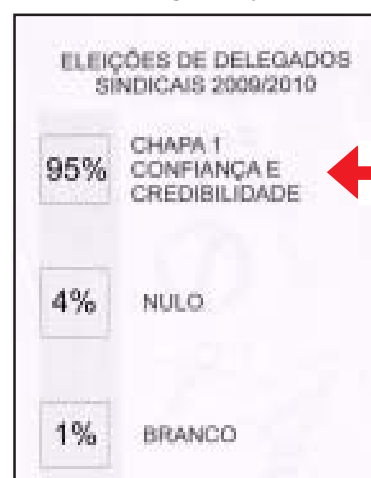 ELEIÇÕES DE DELEGADOS
SINDICAIS 2009/2010
95% CHAPA 1
CONFIANÇA E
CREDIBILIDADE
4% NULO
1% BRANCO